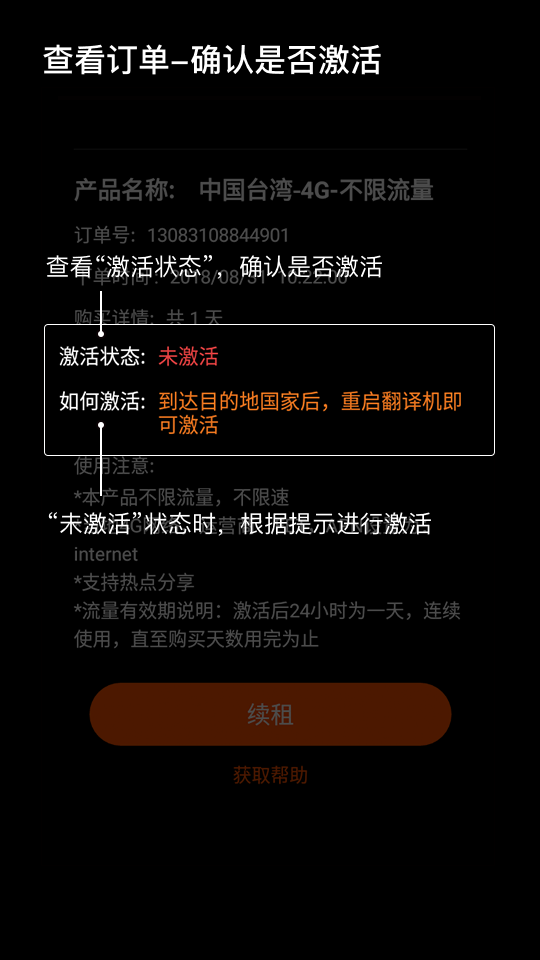 查看订单–确认是否激活
产品名称: 中国台湾-4G-不限流量
订单号: 13083108844901
查看“激活状态”，确认是否激活
下单时间: 2018/08/31 10:22:00
购买详情: 共 1 天
激活状态: 未激活
如何激活: 到达目的地国家后，重启翻译机即
可激活
使用注意:
*本产品不限流量，不限速
“未激活”状态时，根据提示进行激活
internet
*支持热点分享
*流量有效期说明：激活后24小时为一天，连续
使用，直至购买天数用完为止
续租
获取帮助